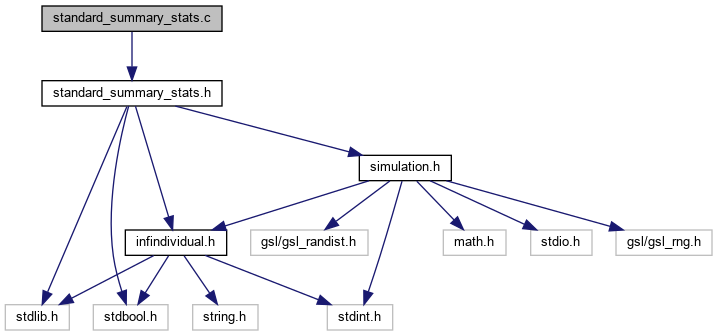 standard_summary_stats.c
standard_summary_stats.h
simulation.h
infindividual.h
gsl/gsl_randist.h
math.h
stdio.h
gsl/gsl_rng.h
stdlib.h
stdbool.h
string.h
stdint.h